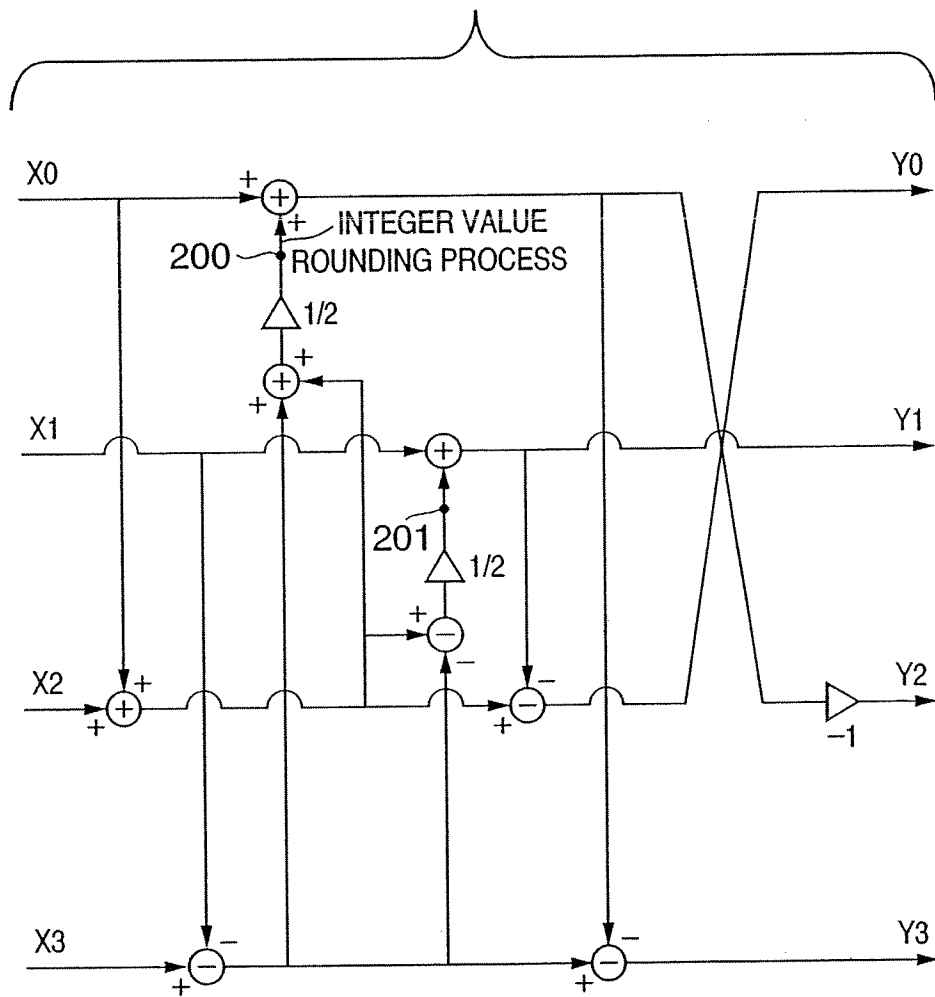 X0
Y0
+
+
+
INTEGER VALUE
200
ROUNDING PROCESS
1/2
+
+
+
X1
Y1
+
201
1/2
+
−
−
X2
+
−
Y2
+
+
+
−
−1
X3
−
−
Y3
+
−
+
−